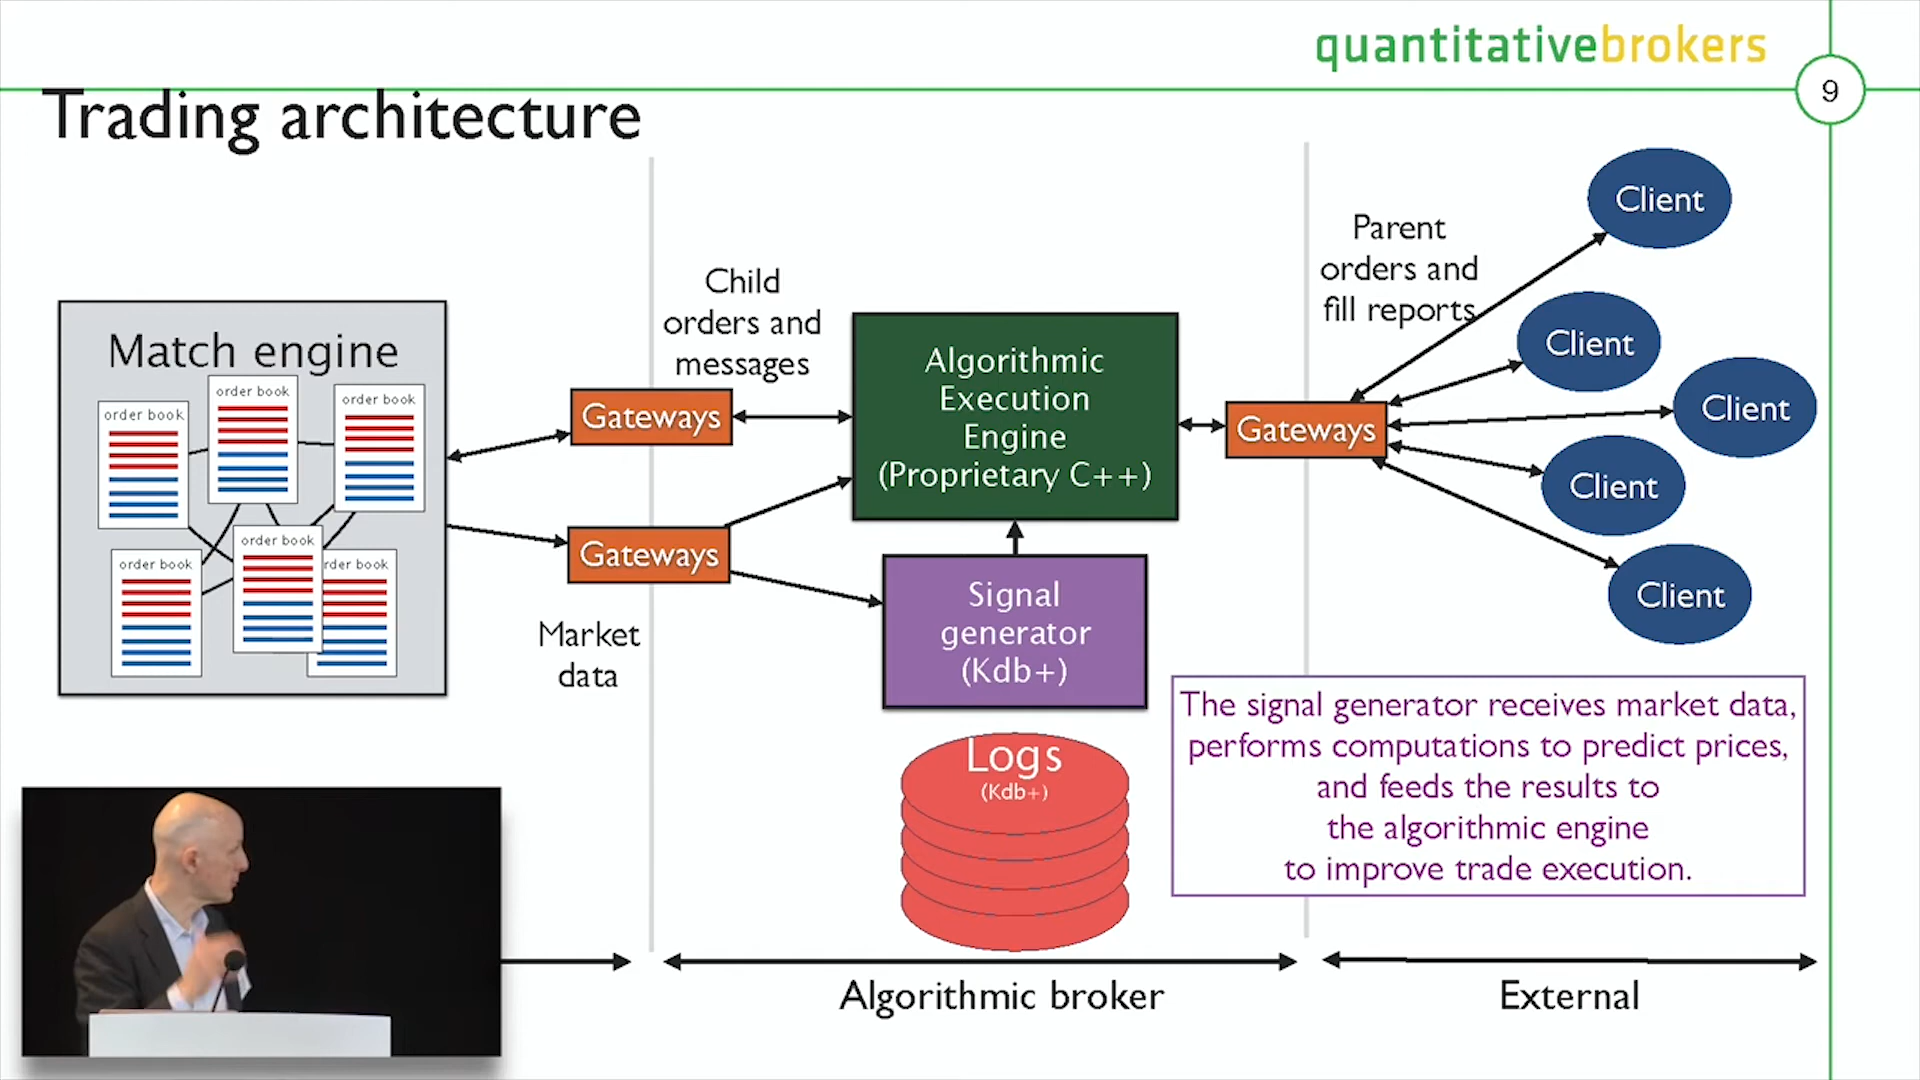 quantitativebrokers
9
Trading architecture
Match engine
order book
order book
order book
order book
order book
rder book
Child
orders and
messages
Gateways
Gateways
Market
data
Algorithmic
Execution
Engine
(Proprietary C++)
Signal
generator
(Kdb+)
Logs
(Kdb+)
Gateways
Parent
orders and
fill reports
Client
Client
Client
Client
Client
The signal generator receives market data,
performs computations to predict prices,
and feeds the results to
the algorithmic engine
to improve trade execution.
Algorithmic broker
External